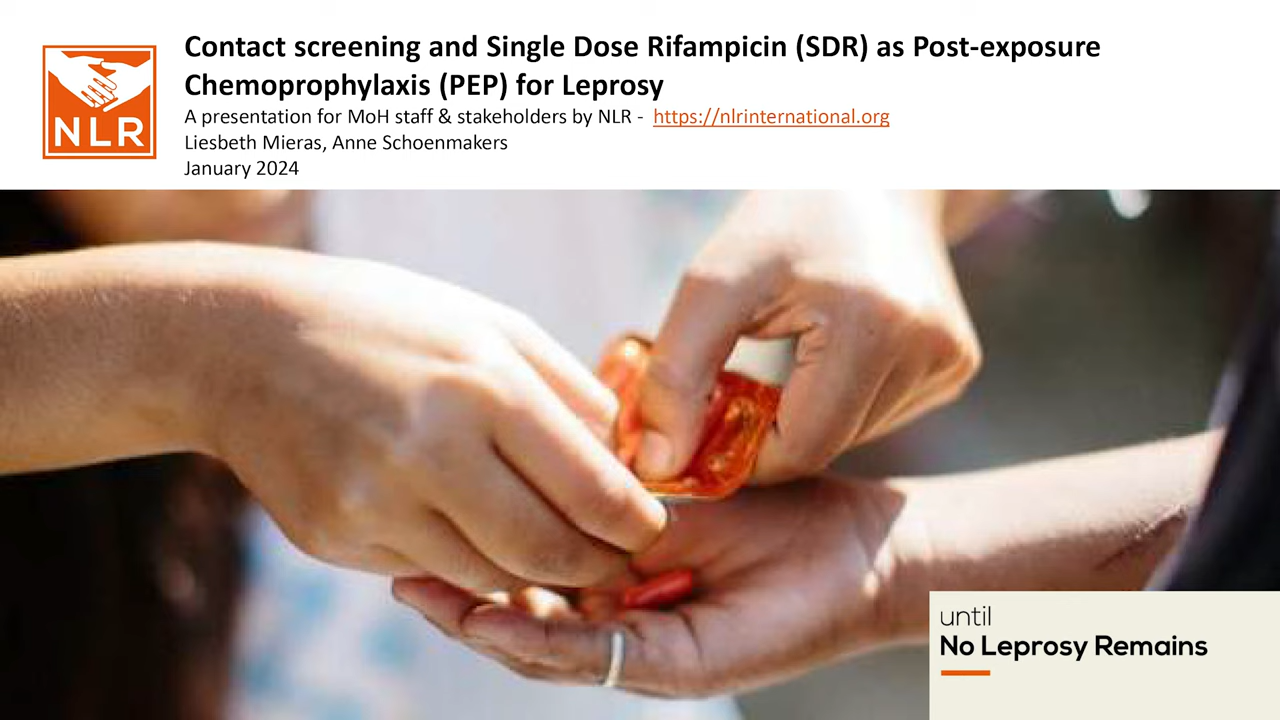 NLR
Contact screening and Single Dose Rifampicin (SDR) as Post-exposure
Chemoprophylaxis (PEP) for Leprosy
A presentation for MoH staff & stakeholders by NLR - https://nlrinternational.org
Liesbeth Mieras, Anne Schoenmakers
January 2024
until
No Leprosy Remains